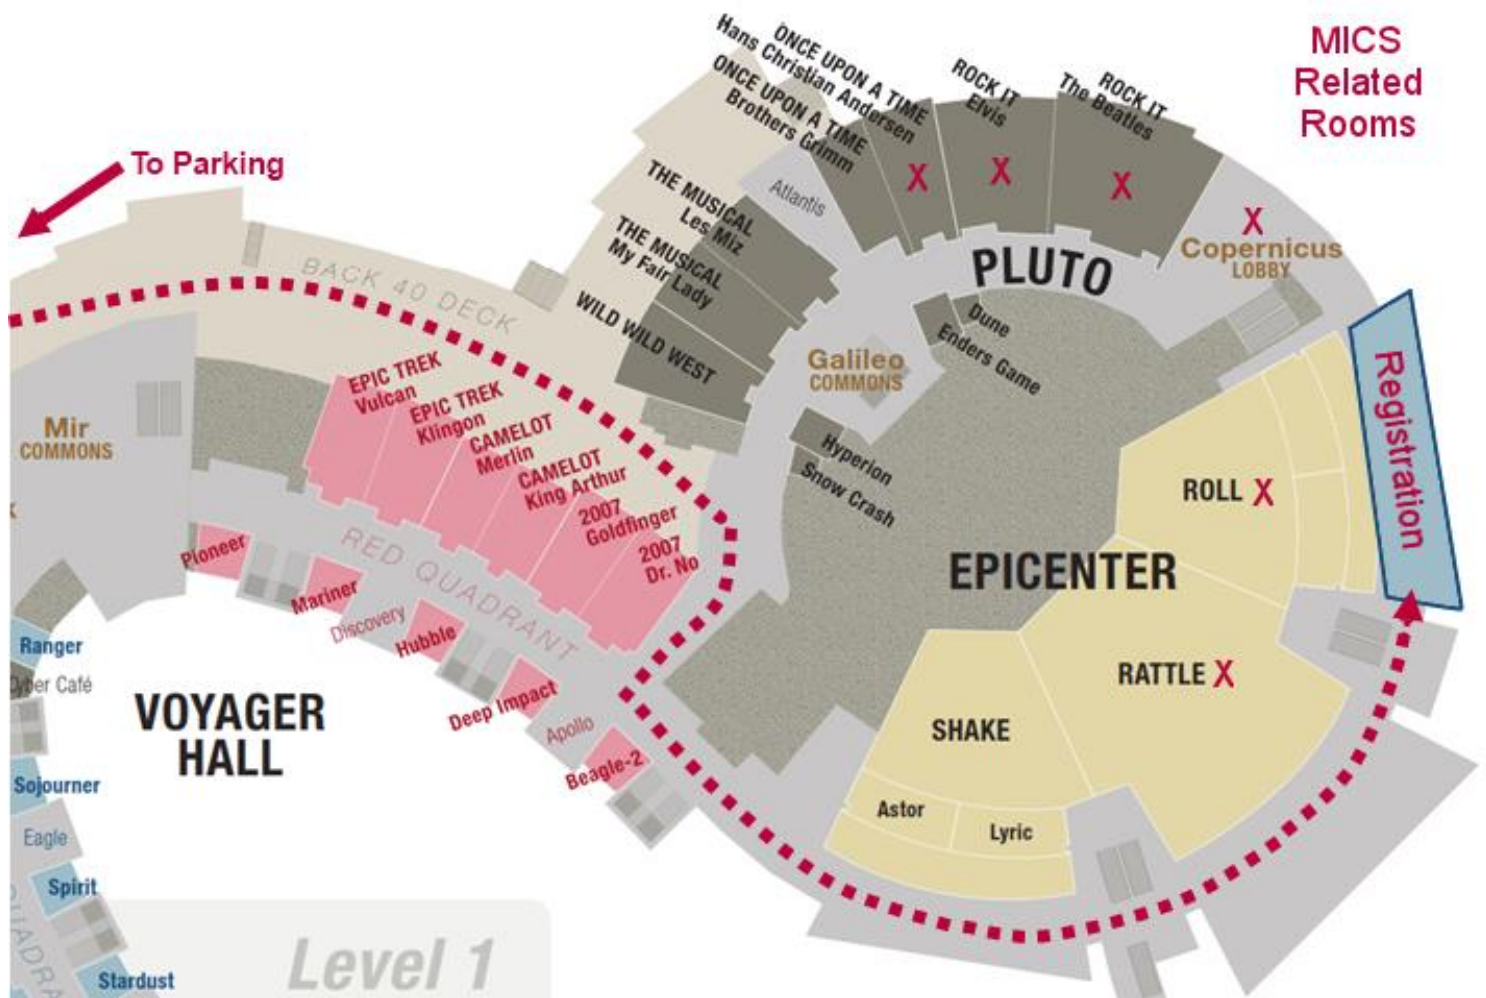 MICS
Related
Rooms
To Parking
ONCE UPON A TIME
Hans Christian Andersen
ONCE UPON A TIME
Brothers Grimm
ROCK IT
Elvis
ROCK IT
The Beatles
X
X
X
X
THE MUSICAL
Les Miz
Atlantis
THE MUSICAL
My Fair Lady
WILD WILD WEST
PLUTO
Copernicus
LOBBY
BACK 40 DECK
Dune
Enders Game
Galileo
COMMONS
Registration
EPIC TREK
Vulcan
EPIC TREK
Klingon
CAMELOT
Merlin
CAMELOT
King Arthur
2007
Goldfinger
2007
Dr. No
Mir
COMMONS
Hyperion
Snow Crash
ROLL X
EPICENTER
RED QUADRANT
Pioneer
Mariner
Discovery
Hubble
Deep Impact
Apollo
Beagle-2
Ranger
Cyber Café
VOYAGER
HALL
RATTLE X
SHAKE
Astor
Lyric
Sojourner
Eagle
Spirit
Stardust
Level 1